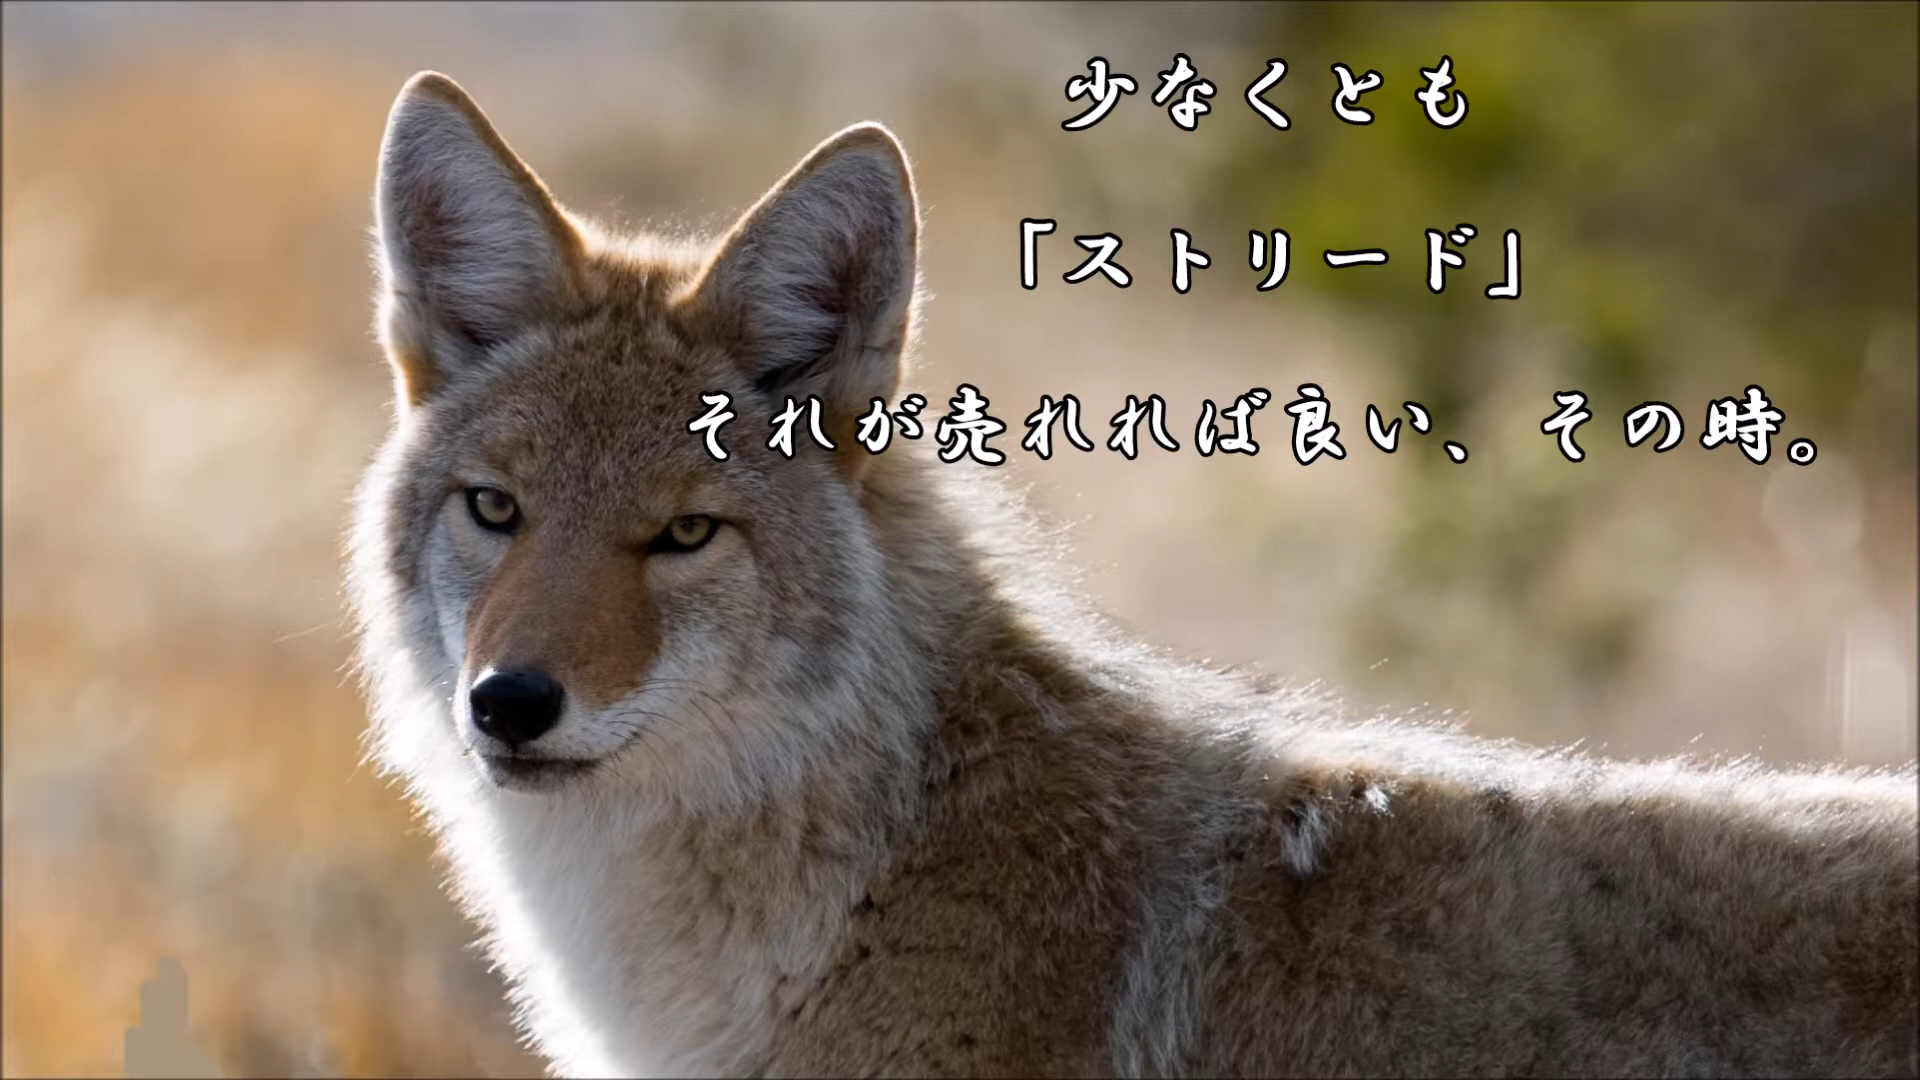 少なくとも
「ストリード」
それが売れれば良い、その時。